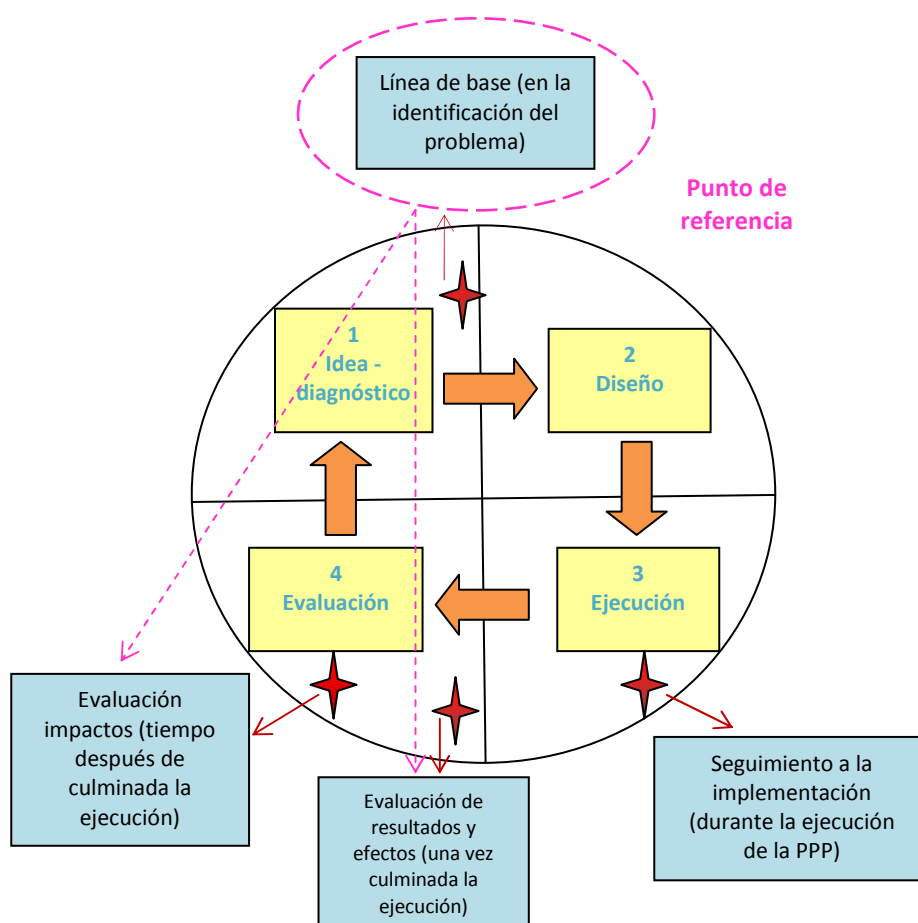 Línea de base (en la
identificación del
problema)
Punto de
referencia
1
Idea -
diagnóstico
2
Diseño
4
Evaluación
3
Ejecución
Evaluación
impactos (tiempo
después de
culminada la
ejecución)
Evaluación de
resultados y
efectos (una vez
culminada la
ejecución)
Seguimiento a la
implementación
(durante la ejecución
de la PPP)